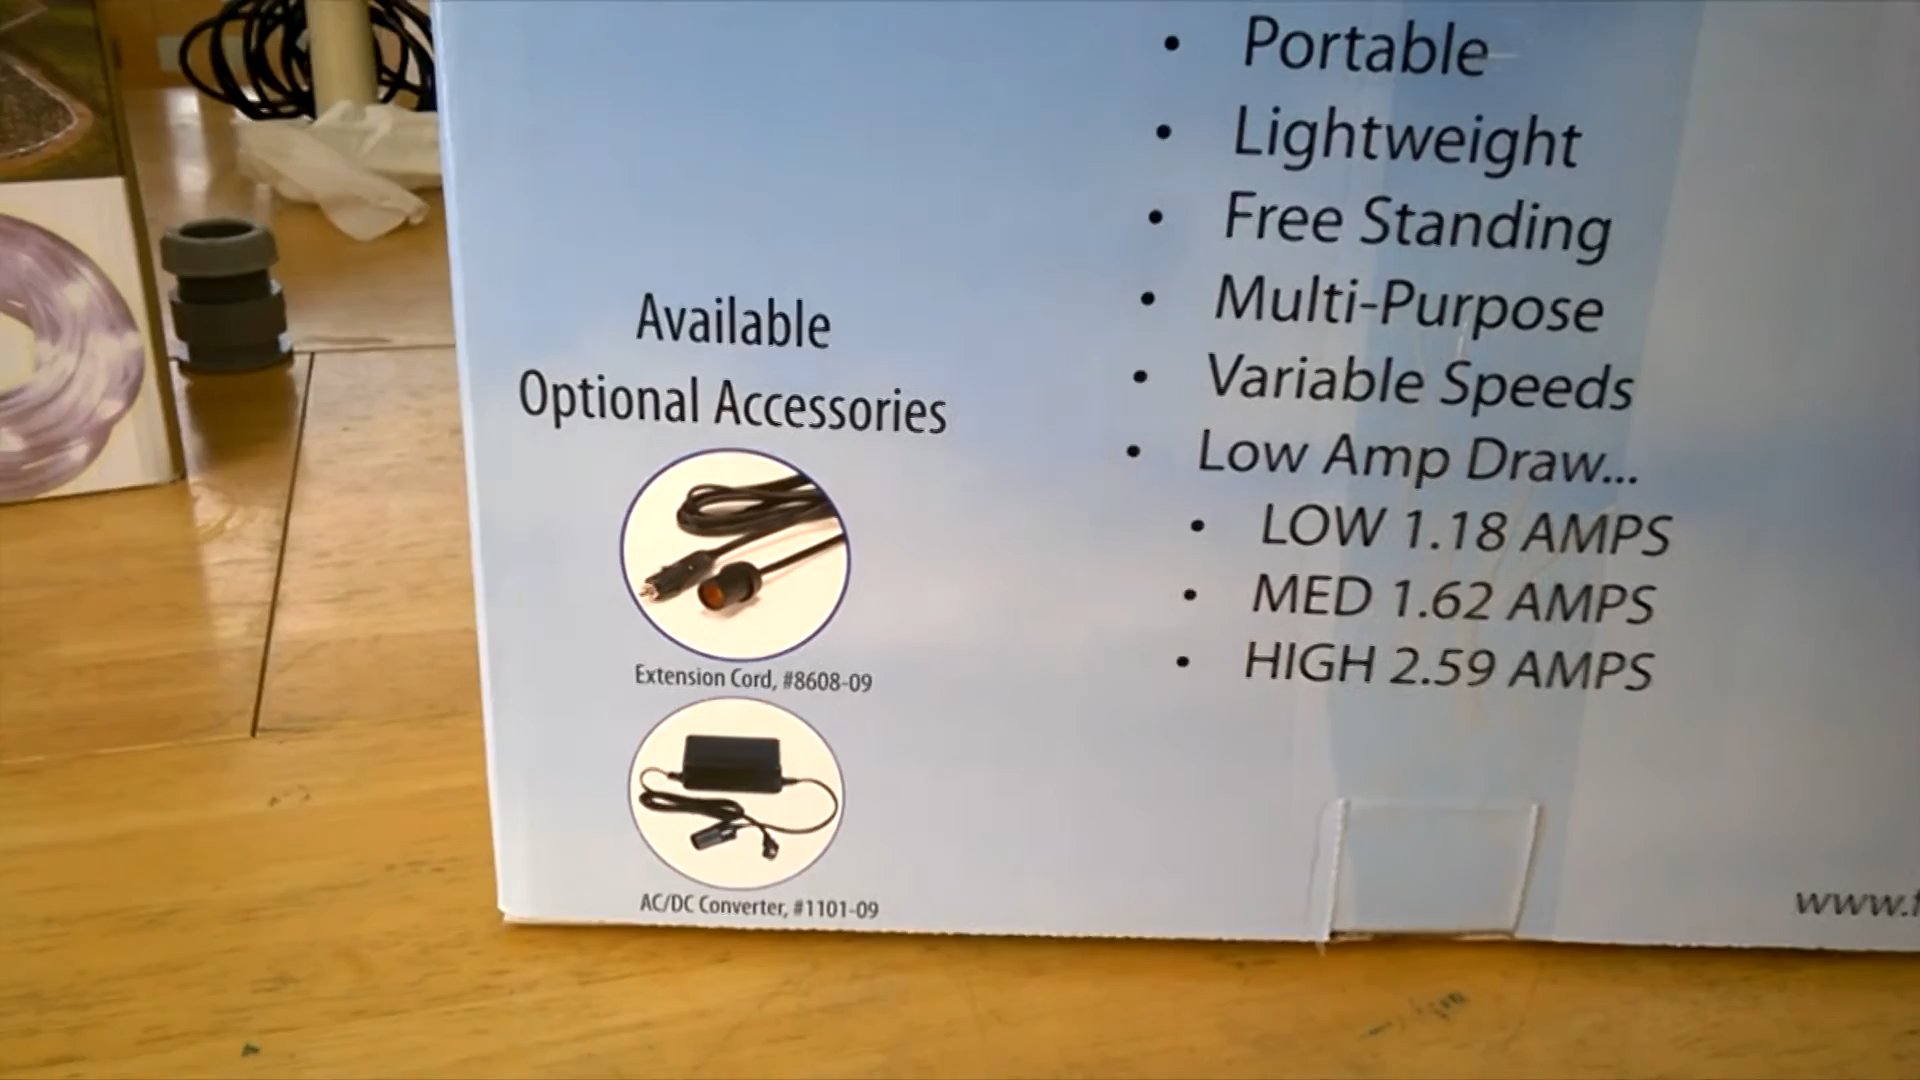 • Portable
• Lightweight
• Free Standing
• Multi-Purpose
• Variable Speeds
• Low Amp Draw...
• LOW 1.18 AMPS
• MED 1.62 AMPS
• HIGH 2.59 AMPS
Available
Optional Accessories
Extension Cord, #8608-09
AC/DC Converter, #1101-09
www.f